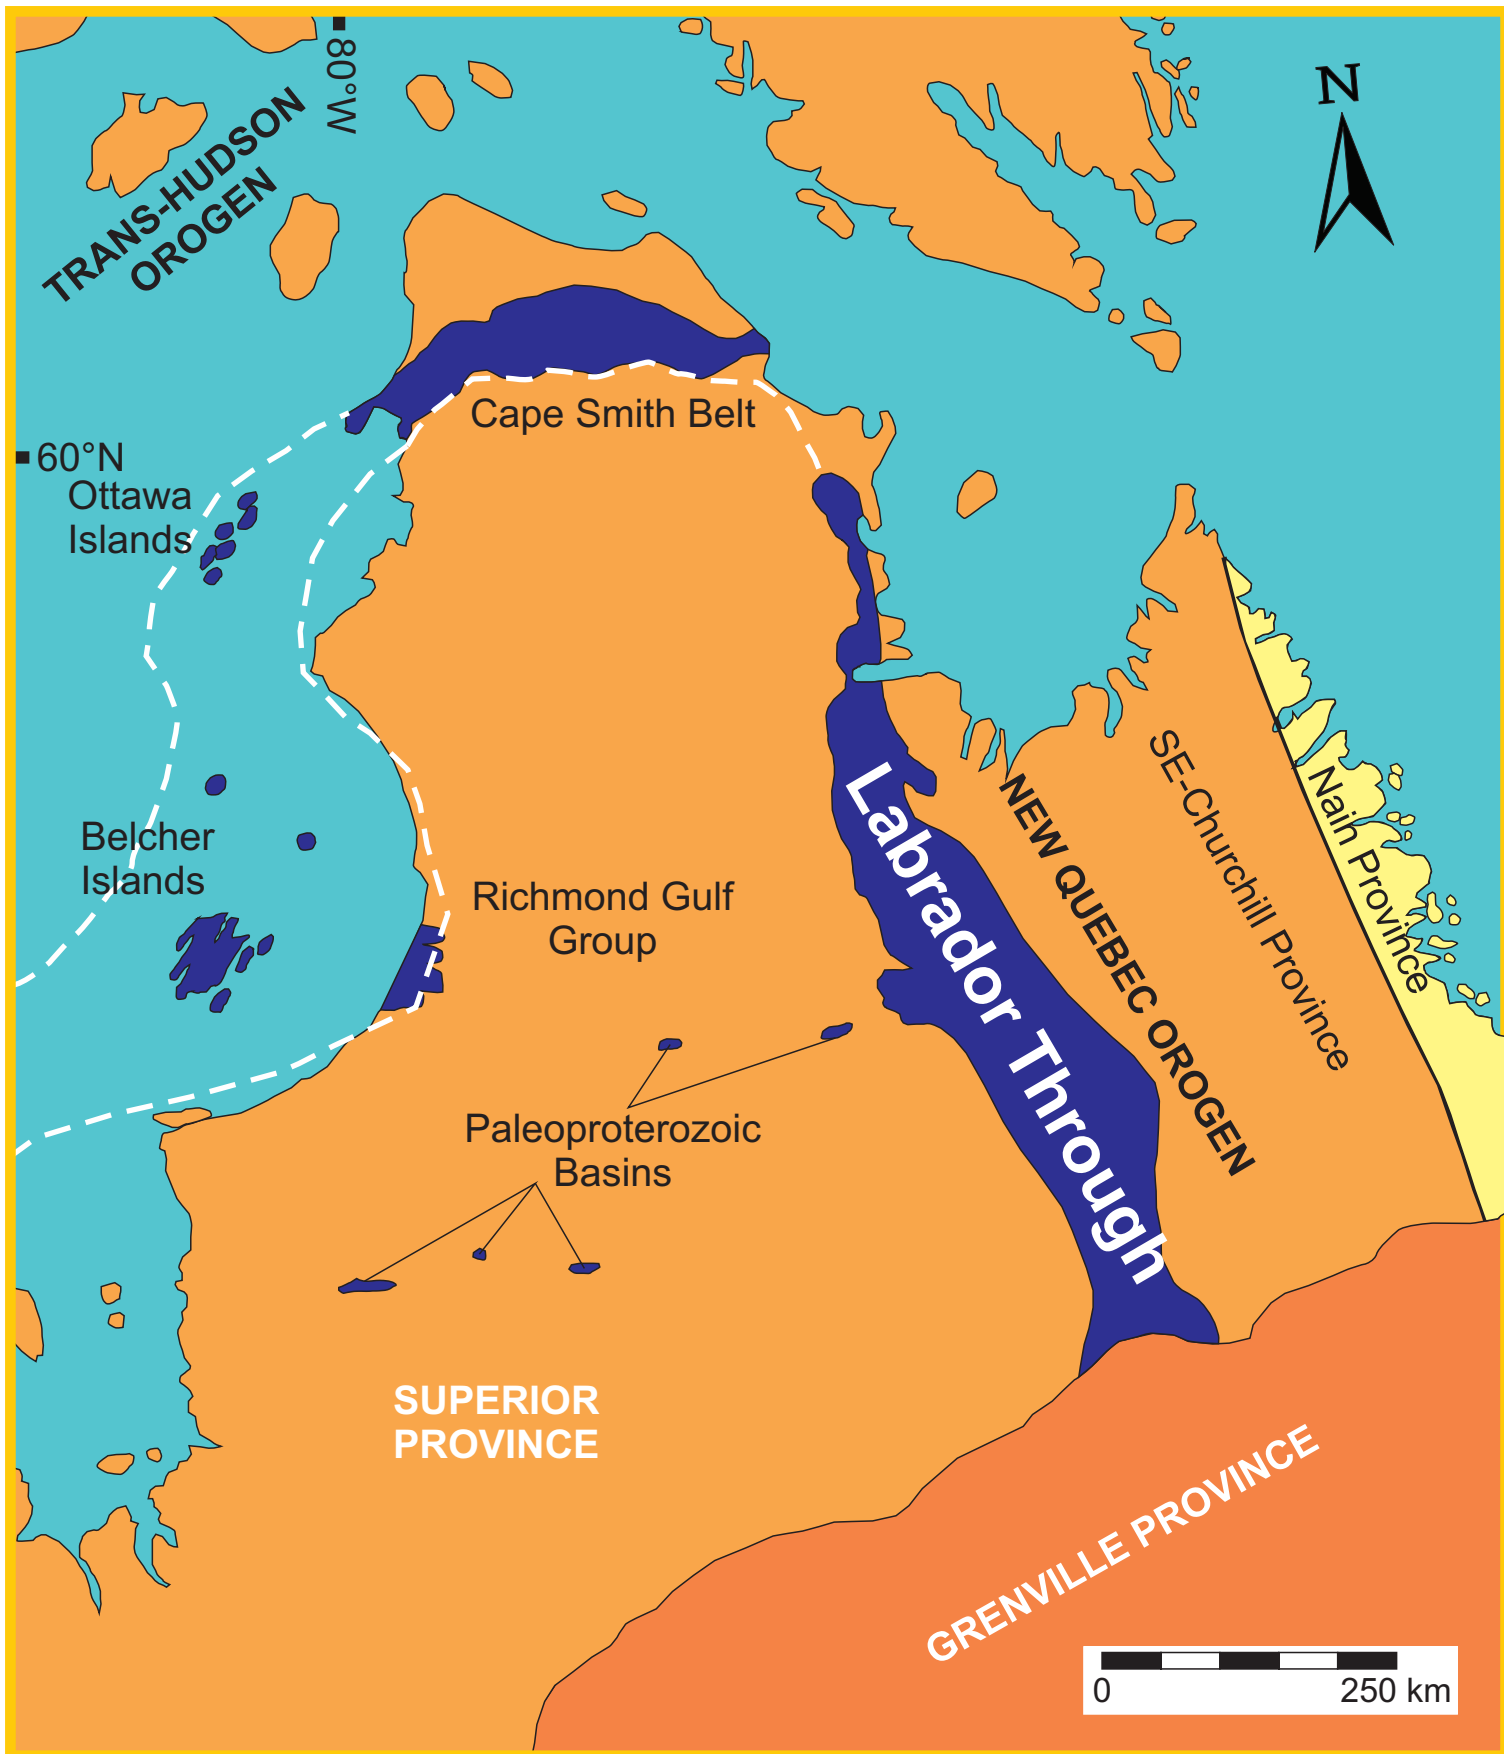 80°W
N
TRANS-HUDSON
OROGEN
Cape Smith Belt
60°N
Ottawa
Islands
SE-Churchill Province
Nain Province
Labrador Through
NEW QUEBEC OROGEN
Belcher
Islands
Richmond Gulf
Group
Paleoproterozoic
Basins
SUPERIOR
PROVINCE
GRENVILLE PROVINCE
0 250 km